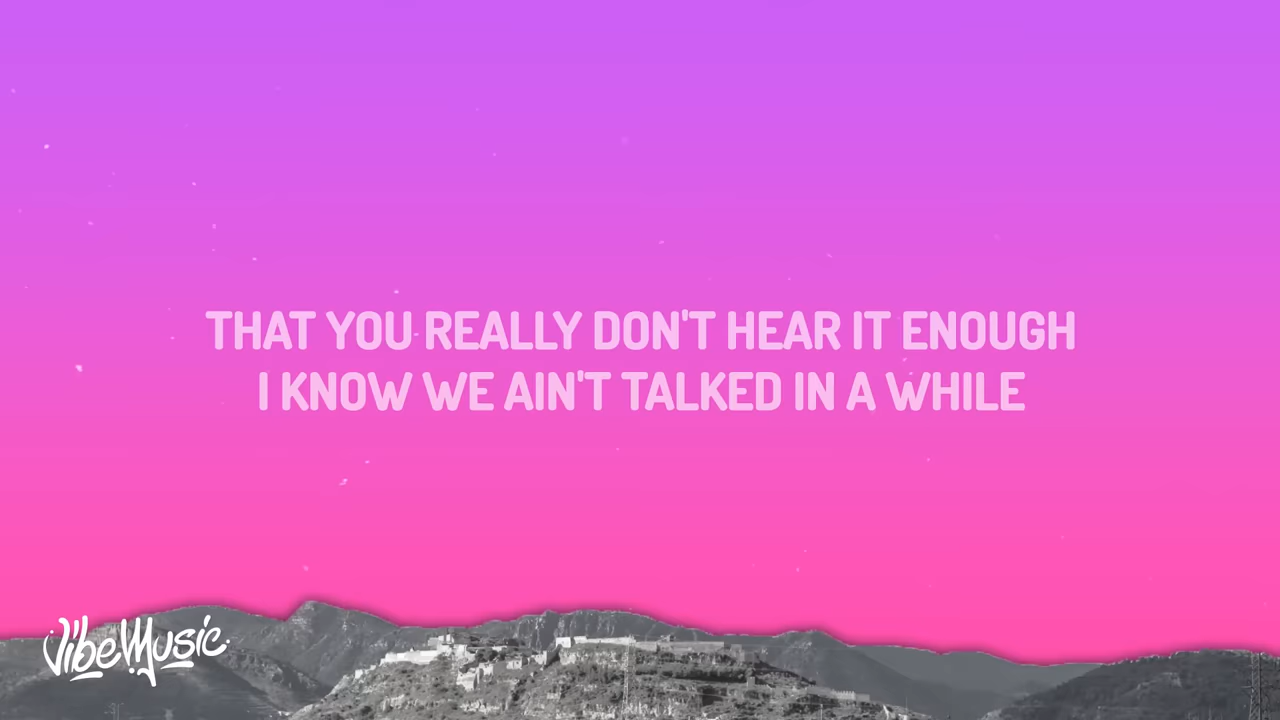 THAT YOU REALLY DON'T HEAR IT ENOUGH
I KNOW WE AIN'T TALKED IN A WHILE
VibeMusic